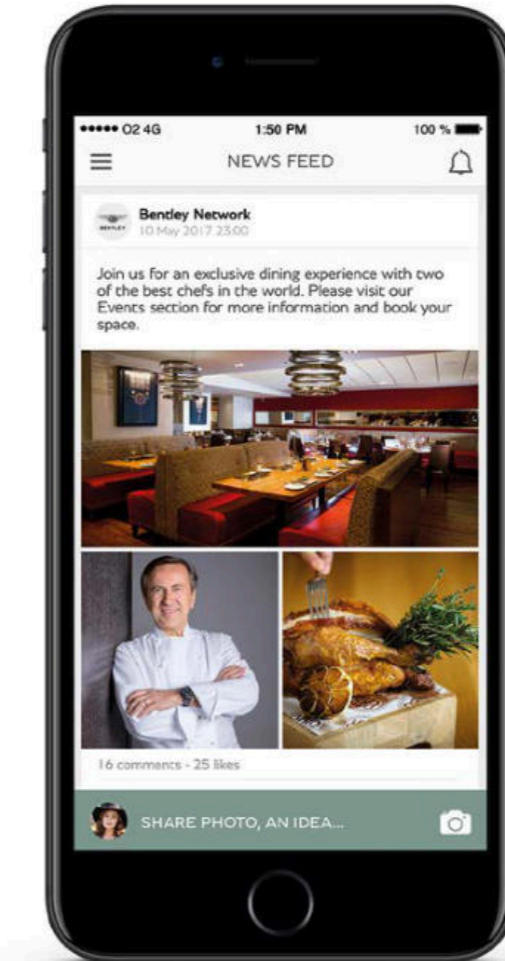 O2 4G 1:50 PM 100 %
NEWS FEED
BENTLEY
Bentley Network
10 May 2017 23:00
Join us for an exclusive dining experience with two
of the best chefs in the world. Please visit our
Events section for more information and book your
space.
16 comments - 25 likes
SHARE PHOTO, AN IDEA...